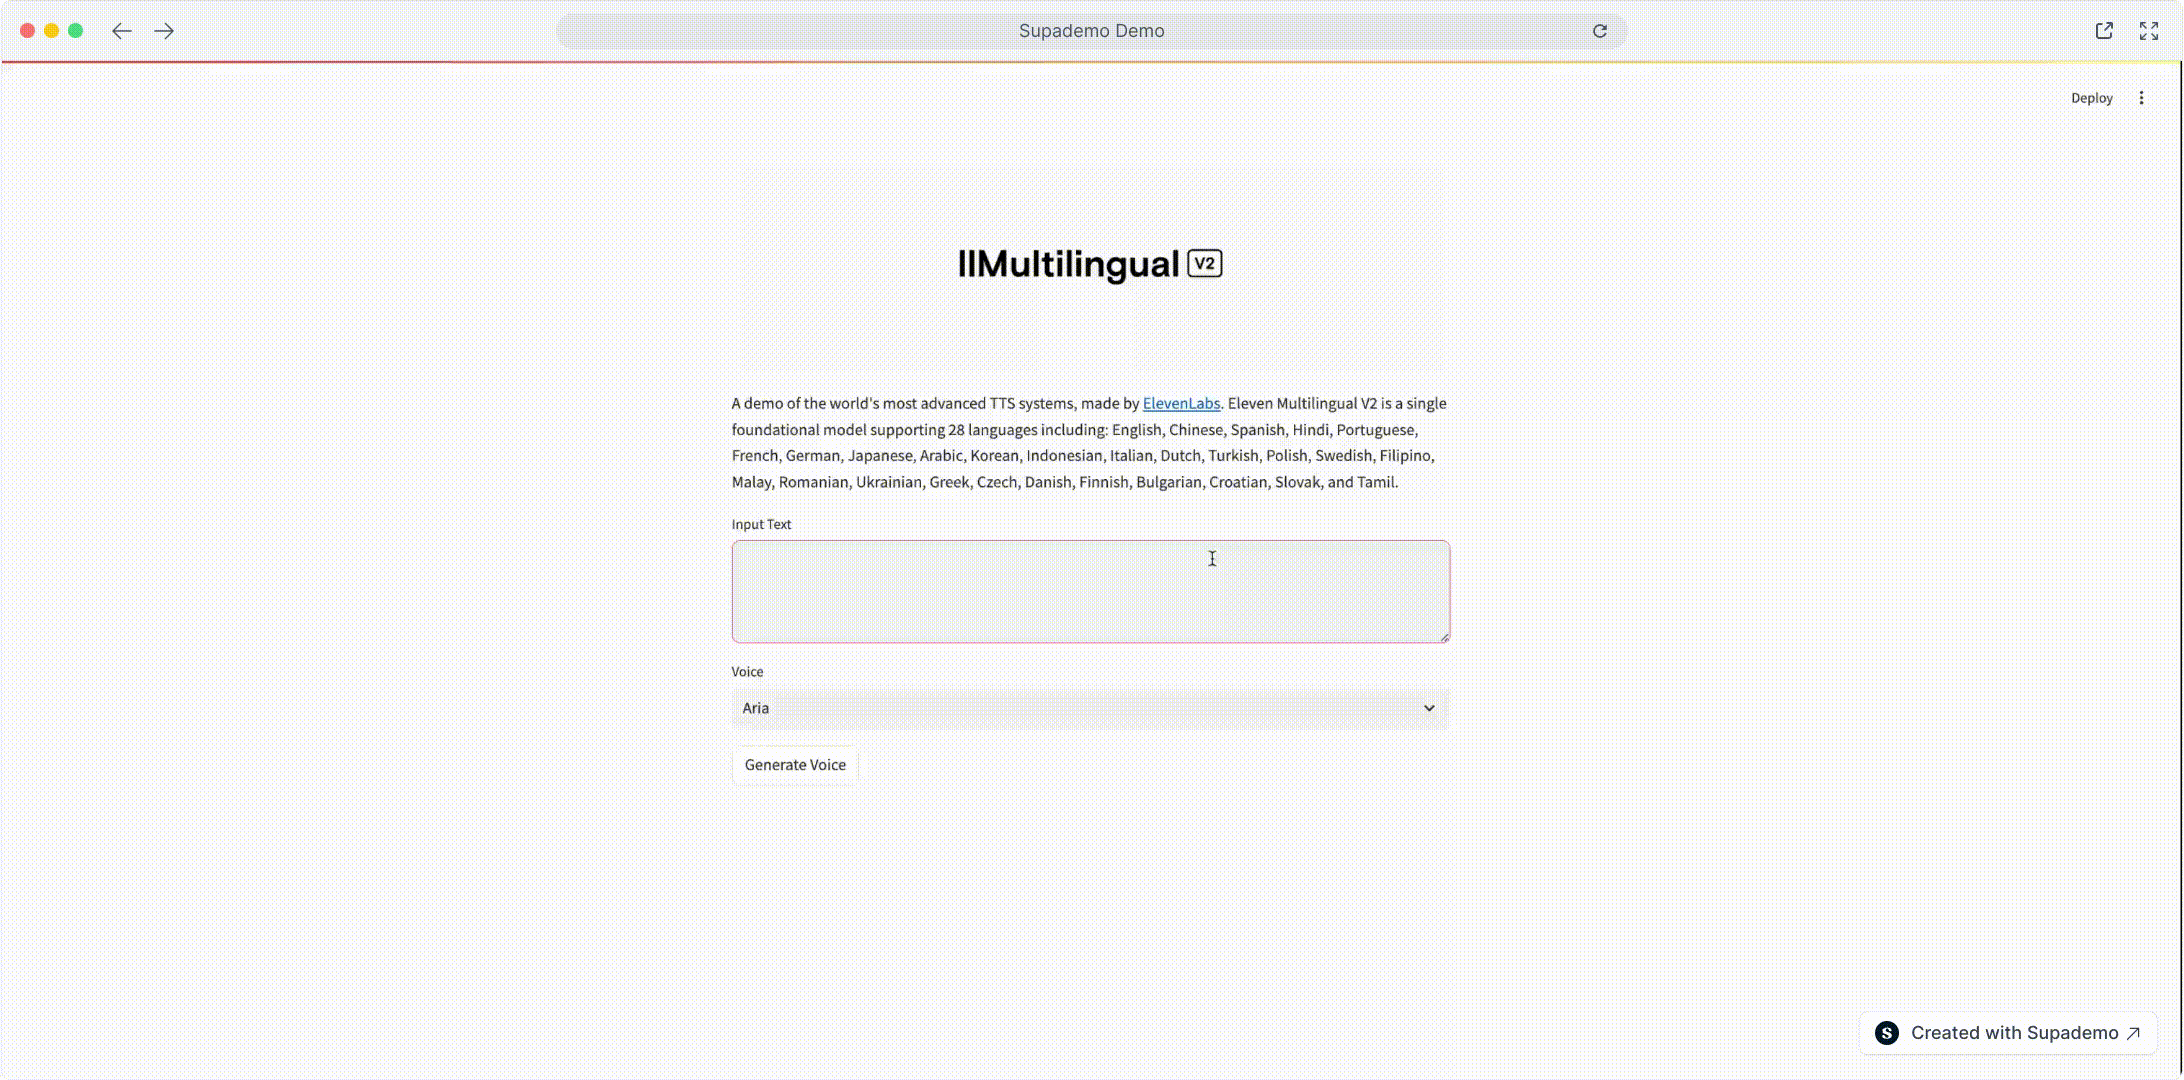 Supademo Demo
Deploy
IIMultilingual V2
A demo of the world's most advanced TTS systems, made by ElevenLabs. Eleven Multilingual V2 is a single
foundational model supporting 28 languages including: English, Chinese, Spanish, Hindi, Portuguese,
French, German, Japanese, Arabic, Korean, Indonesian, Italian, Dutch, Turkish, Polish, Swedish, Filipino,
Malay, Romanian, Ukrainian, Greek, Czech, Danish, Finnish, Bulgarian, Croatian, Slovak, and Tamil.
Input Text
Voice
Aria
Generate Voice
S Created with Supademo